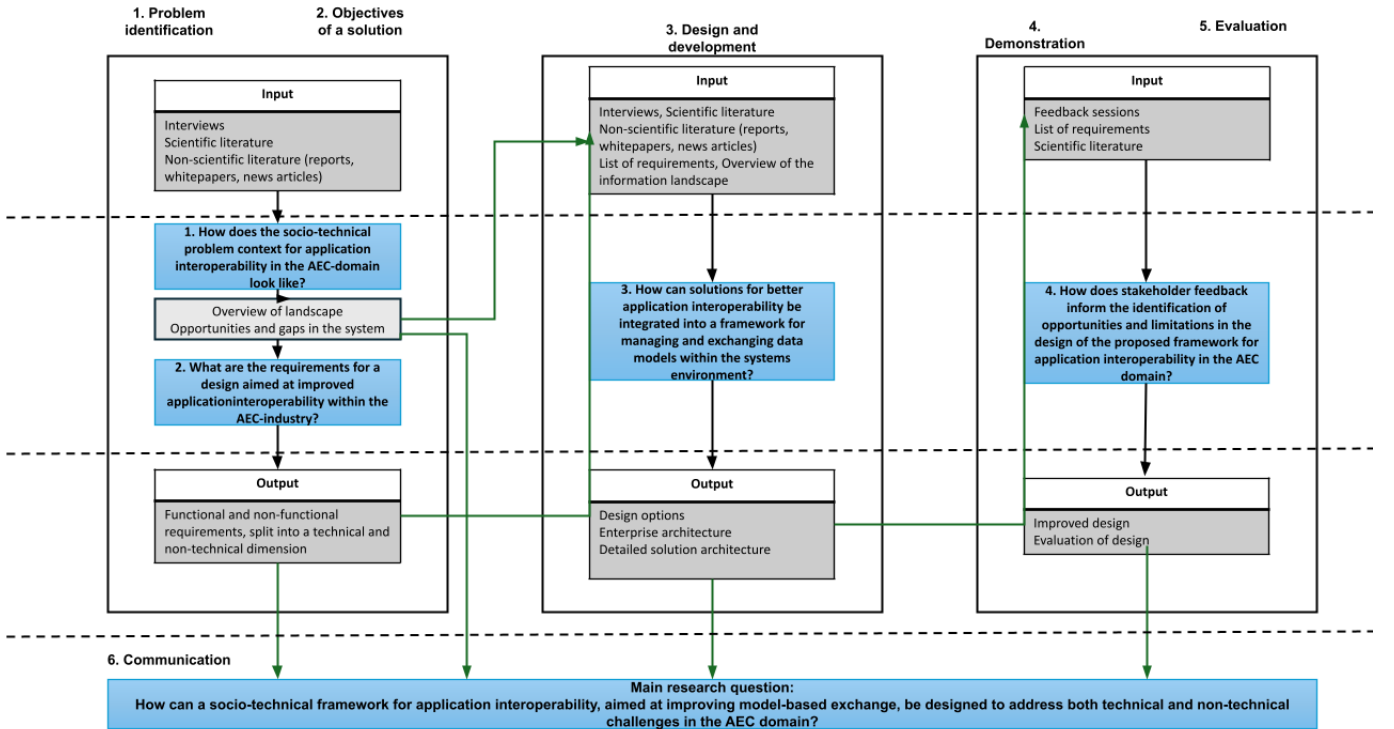 1. Problem
identification
2. Objectives
of a solution
Input
Interviews
Scientific literature
Non-scientific literature (reports,
whitepapers, news articles)
1. How does the socio-technical
problem context for application
interoperability in the AEC-domain
look like?
Overview of landscape
Opportunities and gaps in the system
2. What are the requirements for a
design aimed at improved
applicationinteroperability within the
AEC-industry?
Output
Functional and non-functional
requirements, split into a technical and
non-technical dimension
3. Design and
development
Input
Interviews, Scientific literature
Non-scientific literature (reports,
whitepapers, news articles)
List of requirements, Overview of the
information landscape
3. How can solutions for better
application interoperability be
integrated into a framework for
managing and exchanging data
models within the systems
environment?
Output
Design options
Enterprise architecture
Detailed solution architecture
4.
Demonstration
5. Evaluation
Input
Feedback sessions
List of requirements
Scientific literature
4. How does stakeholder feedback
inform the identification of
opportunities and limitations in the
design of the proposed framework for
application interoperability in the AEC
domain?
Output
Improved design
Evaluation of design
6. Communication
Main research question:
How can a socio-technical framework for application interoperability, aimed at improving model-based exchange, be designed to address both technical and non-technical
challenges in the AEC domain?